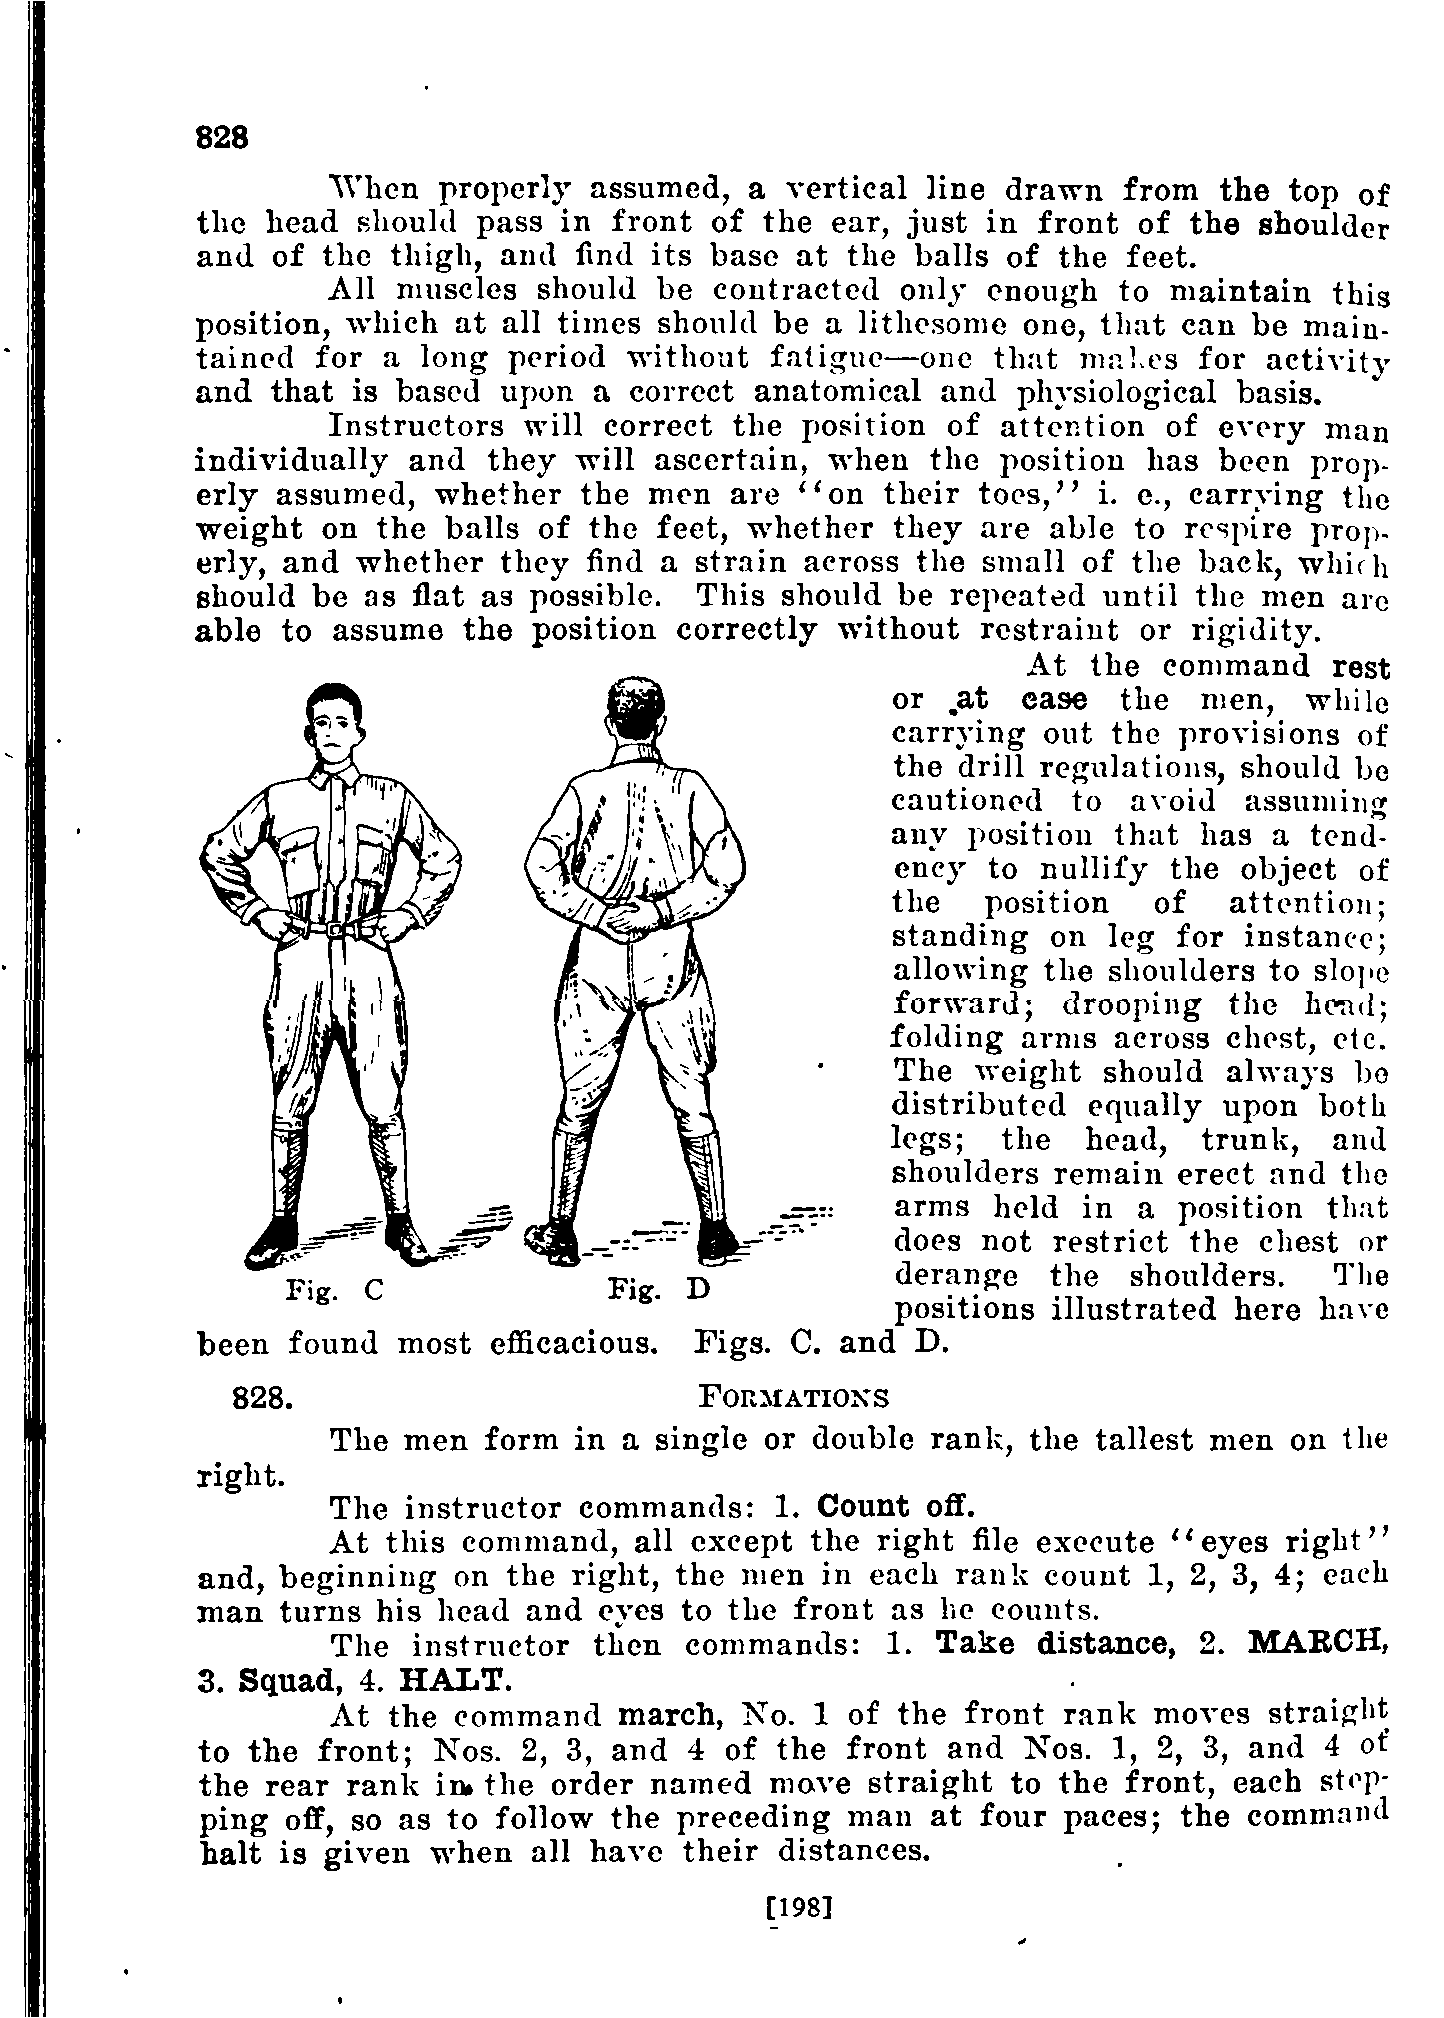 828
When properly assumed, a vertical line drawn from the top of
the head should pass in front of the ear, just in front of the shoulder
and of the thigh, and find its base at the balls of the feet.
All muscles should be contracted only enough to maintain this
position, which at all times should be a lithesome one, that can be main-
tained for a long period without fatigue—one that makes for activity
and that is based upon a correct anatomical and physiological basis.
Instructors will correct the position of attention of every man
individually and they will ascertain, when the position has been prop-
erly assumed, whether the men are "on their toes," i. e., carrying the
weight on the balls of the feet, whether they are able to respire prop-
erly, and whether they find a strain across the small of the back, which
should be as flat as possible. This should be repeated until the men are
able to assume the position correctly without restraint or rigidity.
At the command rest
or at ease the men, while
carrying out the provisions of
the drill regulations, should be
cautioned to avoid assuming
any position that has a tend-
ency to nullify the object of
the position of attention;
standing on leg for instance;
allowing the shoulders to slope
forward; drooping the head;
folding arms across chest, etc.
The weight should always be
distributed equally upon both
legs; the head, trunk, and
shoulders remain erect and the
arms held in a position that
does not restrict the chest or
derange the shoulders. The
positions illustrated here have
Fig. C Fig. D
been found most efficacious. Figs. C. and D.
828. FORMATIONS
The men form in a single or double rank, the tallest men on the
right.
The instructor commands: 1. Count off.
At this command, all except the right file execute "eyes right"
and, beginning on the right, the men in each rank count 1, 2, 3, 4; each
man turns his head and eyes to the front as he counts.
The instructor then commands: 1. Take distance, 2. MARCH,
3. Squad, 4. HALT.
At the command march, No. 1 of the front rank moves straight
to the front; Nos. 2, 3, and 4 of the front and Nos. 1, 2, 3, and 4 of
the rear rank in the order named move straight to the front, each step-
ping off, so as to follow the preceding man at four paces; the command
halt is given when all have their distances.
[198]